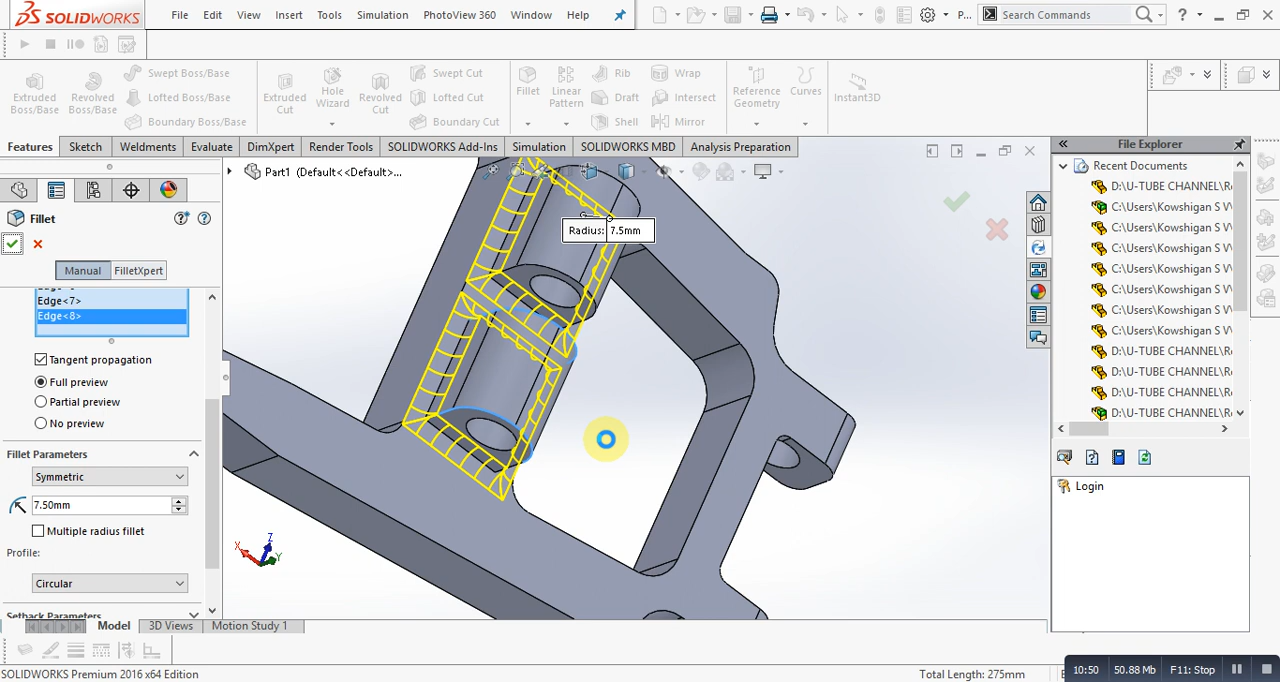 SOLIDWORKS
File Edit View Insert Tools Simulation PhotoView 360 Window Help
P...
Search Commands
Extruded Boss/Base
Revolved Boss/Base
Swept Boss/Base
Lofted Boss/Base
Boundary Boss/Base
Extruded Cut
Hole Wizard
Revolved Cut
Swept Cut
Lofted Cut
Boundary Cut
Fillet
Linear Pattern
Rib
Draft
Shell
Wrap
Intersect
Mirror
Reference Geometry
Curves
Instant3D
Features Sketch Weldments Evaluate DimXpert Render Tools SOLIDWORKS Add-Ins Simulation SOLIDWORKS MBD Analysis Preparation
Part1 (Default<<Default>...
Fillet
Manual FilletXpert
Edge<7>
Edge<8>
Tangent propagation
Full preview
Partial preview
No preview
Fillet Parameters
Symmetric
7.50mm
Multiple radius fillet
Profile:
Circular
Setback Parameters
Radius: 7.5mm
X
Z
Y
File Explorer
Recent Documents
D:\U-TUBE CHANNEL\R
C:\Users\Kowshigan S V
C:\Users\Kowshigan S V
C:\Users\Kowshigan S V
C:\Users\Kowshigan S V
C:\Users\Kowshigan S V
C:\Users\Kowshigan S V
C:\Users\Kowshigan S V
D:\U-TUBE CHANNEL\R
D:\U-TUBE CHANNEL\R
D:\U-TUBE CHANNEL\R
C:\U-TUBE CHANNEL\R
Login
Model 3D Views Motion Study 1
SOLIDWORKS Premium 2016 x64 Edition
Total Length: 275mm
10:50 50.88 Mb F11: Stop